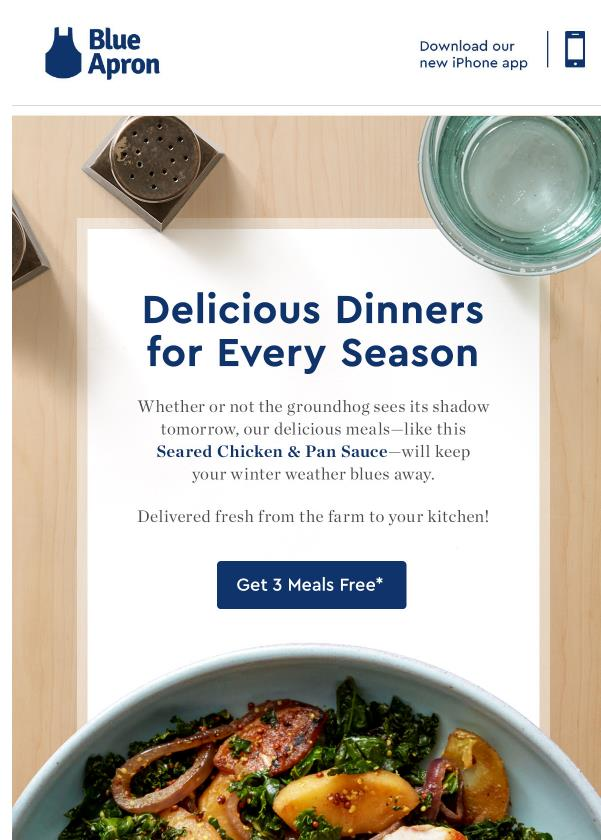 Blue
Apron
Download our
new iPhone app
Delicious Dinners
for Every Season
Whether or not the groundhog sees its shadow
tomorrow, our delicious meals—like this
Seared Chicken & Pan Sauce—will keep
your winter weather blues away.
Delivered fresh from the farm to your kitchen!
Get 3 Meals Free*